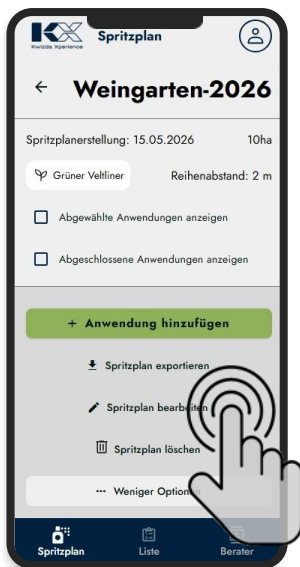 KX
Kwizda Xperience
Spritzplan
← Weingarten-2026
Spritzplanerstellung: 15.05.2026 10ha
Grüner Veltliner Reihenabstand: 2 m
Abgewählte Anwendungen anzeigen
Abgeschlossene Anwendungen anzeigen
+ Anwendung hinzufügen
Spritzplan exportieren
Spritzplan bearbeiten
Spritzplan löschen
··· Weniger Optionen
Spritzplan Liste Berater